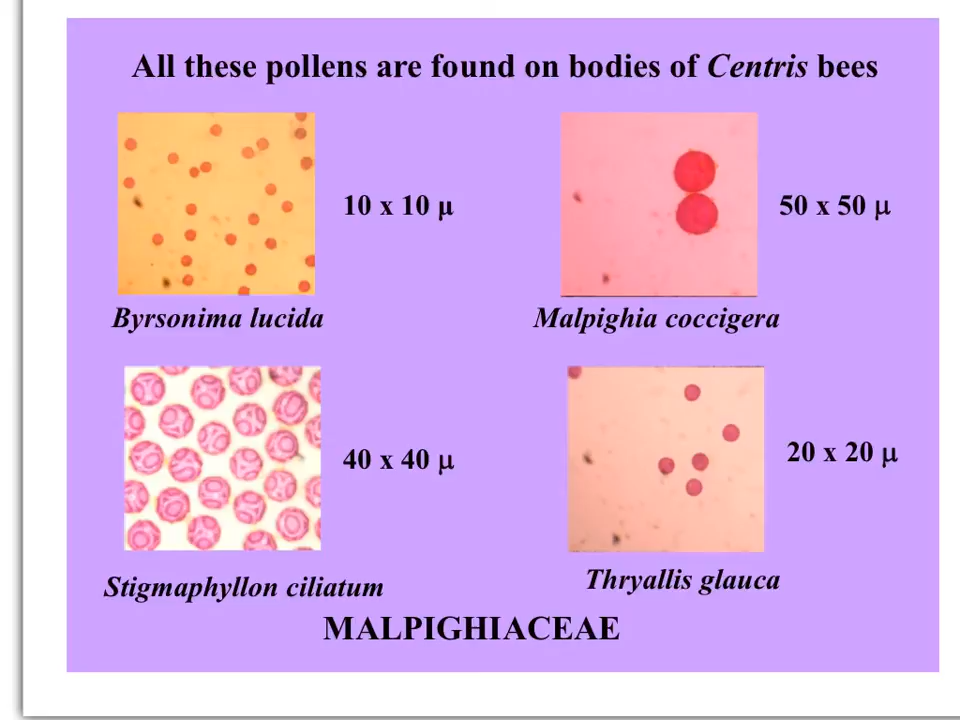 All these pollens are found on bodies of Centris bees
10 x 10 µ
50 x 50 µ
Byrsonima lucida
Malpighia coccigera
40 x 40 µ
20 x 20 µ
Stigmaphyllon ciliatum
Thryallis glauca
MALPIGHIACEAE